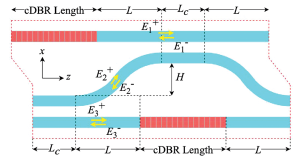 cDBR Length L L_c L
E_1^+
E_1^-
x
z
E_2^+
E_2^-
H
E_3^+
E_3^-
L_c L cDBR Length L